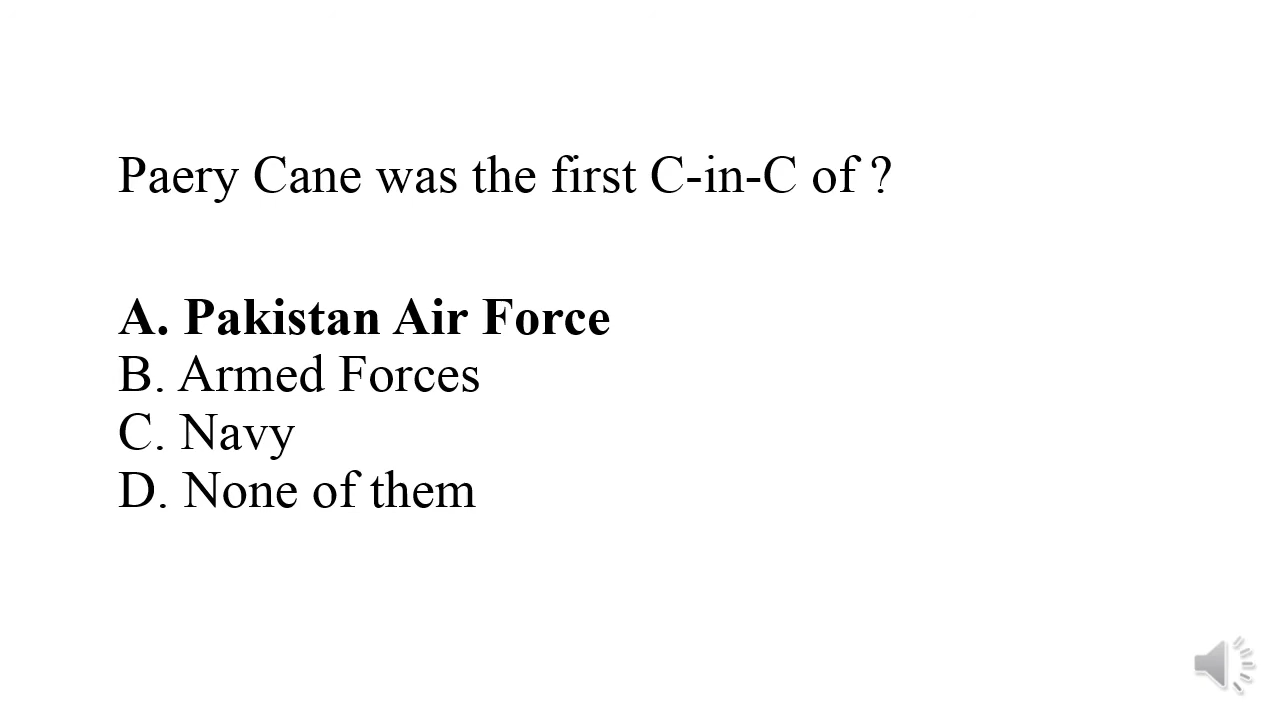 Paery Cane was the first C-in-C of ?
A. Pakistan Air Force
B. Armed Forces
C. Navy
D. None of them